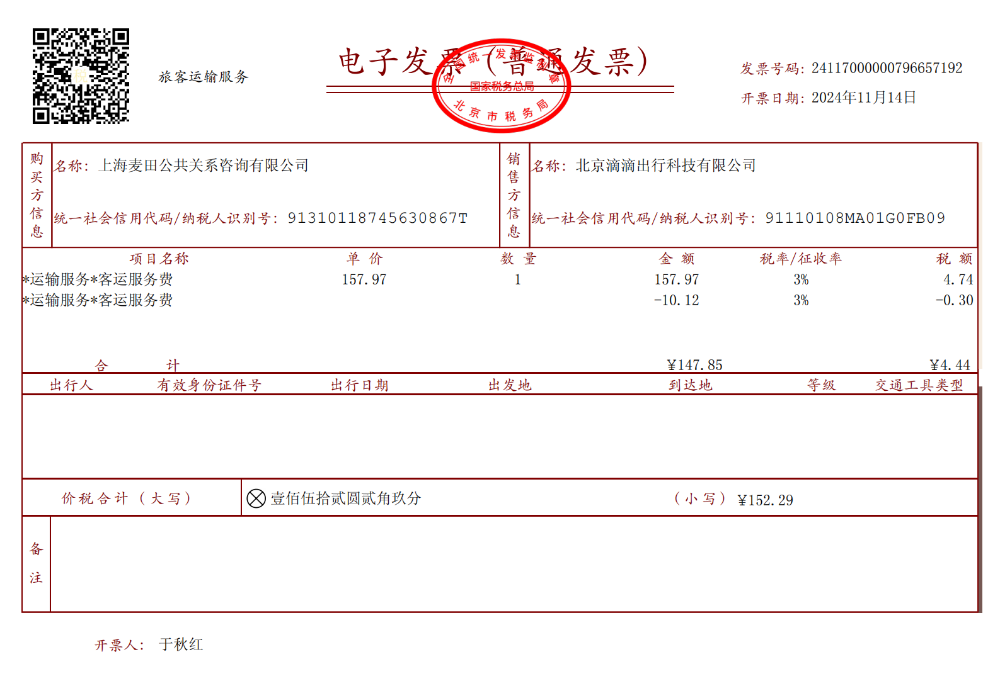 旅客运输服务
电子发票（普通发票）
全国统一发票监制章
国家税务总局
北京市税务局
发票号码: 24117000000796657192
开票日期: 2024年11月14日
购买方信息
名称: 上海麦田公共关系咨询有限公司
统一社会信用代码/纳税人识别号: 91310118745630867T
销售方信息
名称: 北京滴滴出行科技有限公司
统一社会信用代码/纳税人识别号: 91110108MA01G0FB09
项目名称 单价 数量 金额 税率/征收率 税额
*运输服务*客运服务费 157.97 1 157.97 3% 4.74
*运输服务*客运服务费 -10.12 3% -0.30
合计 ¥147.85 ¥4.44
出行人 有效身份证件号 出行日期 出发地 到达地 等级 交通工具类型
价税合计（大写） 壹佰伍拾贰圆贰角玖分 （小写）¥152.29
备注
开票人: 于秋红
税